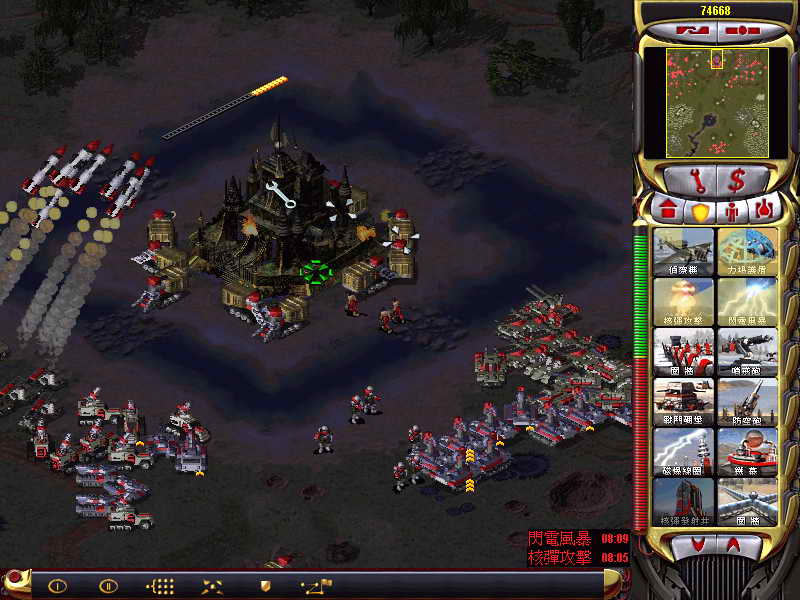 74668
$
偵察機
力場護盾
核彈攻擊
閃電風暴
圍牆
哨戒砲
戰鬥碉堡
防空砲
磁爆線圈
鐵幕
核彈發射井
圍牆
閃電風暴 08:09
核彈攻擊 08:05
I
II